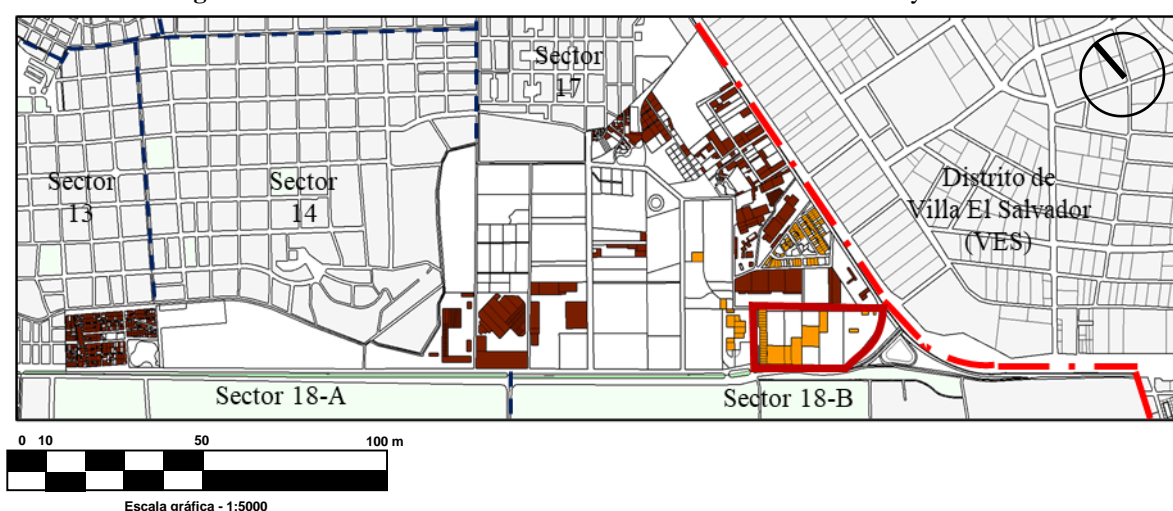 Sector
17
Sector
13
Sector
14
Distrito de
Villa El Salvador
(VES)
Sector 18-A
Sector 18-B
0 10 50 100 m
Escala gráfica - 1:5000